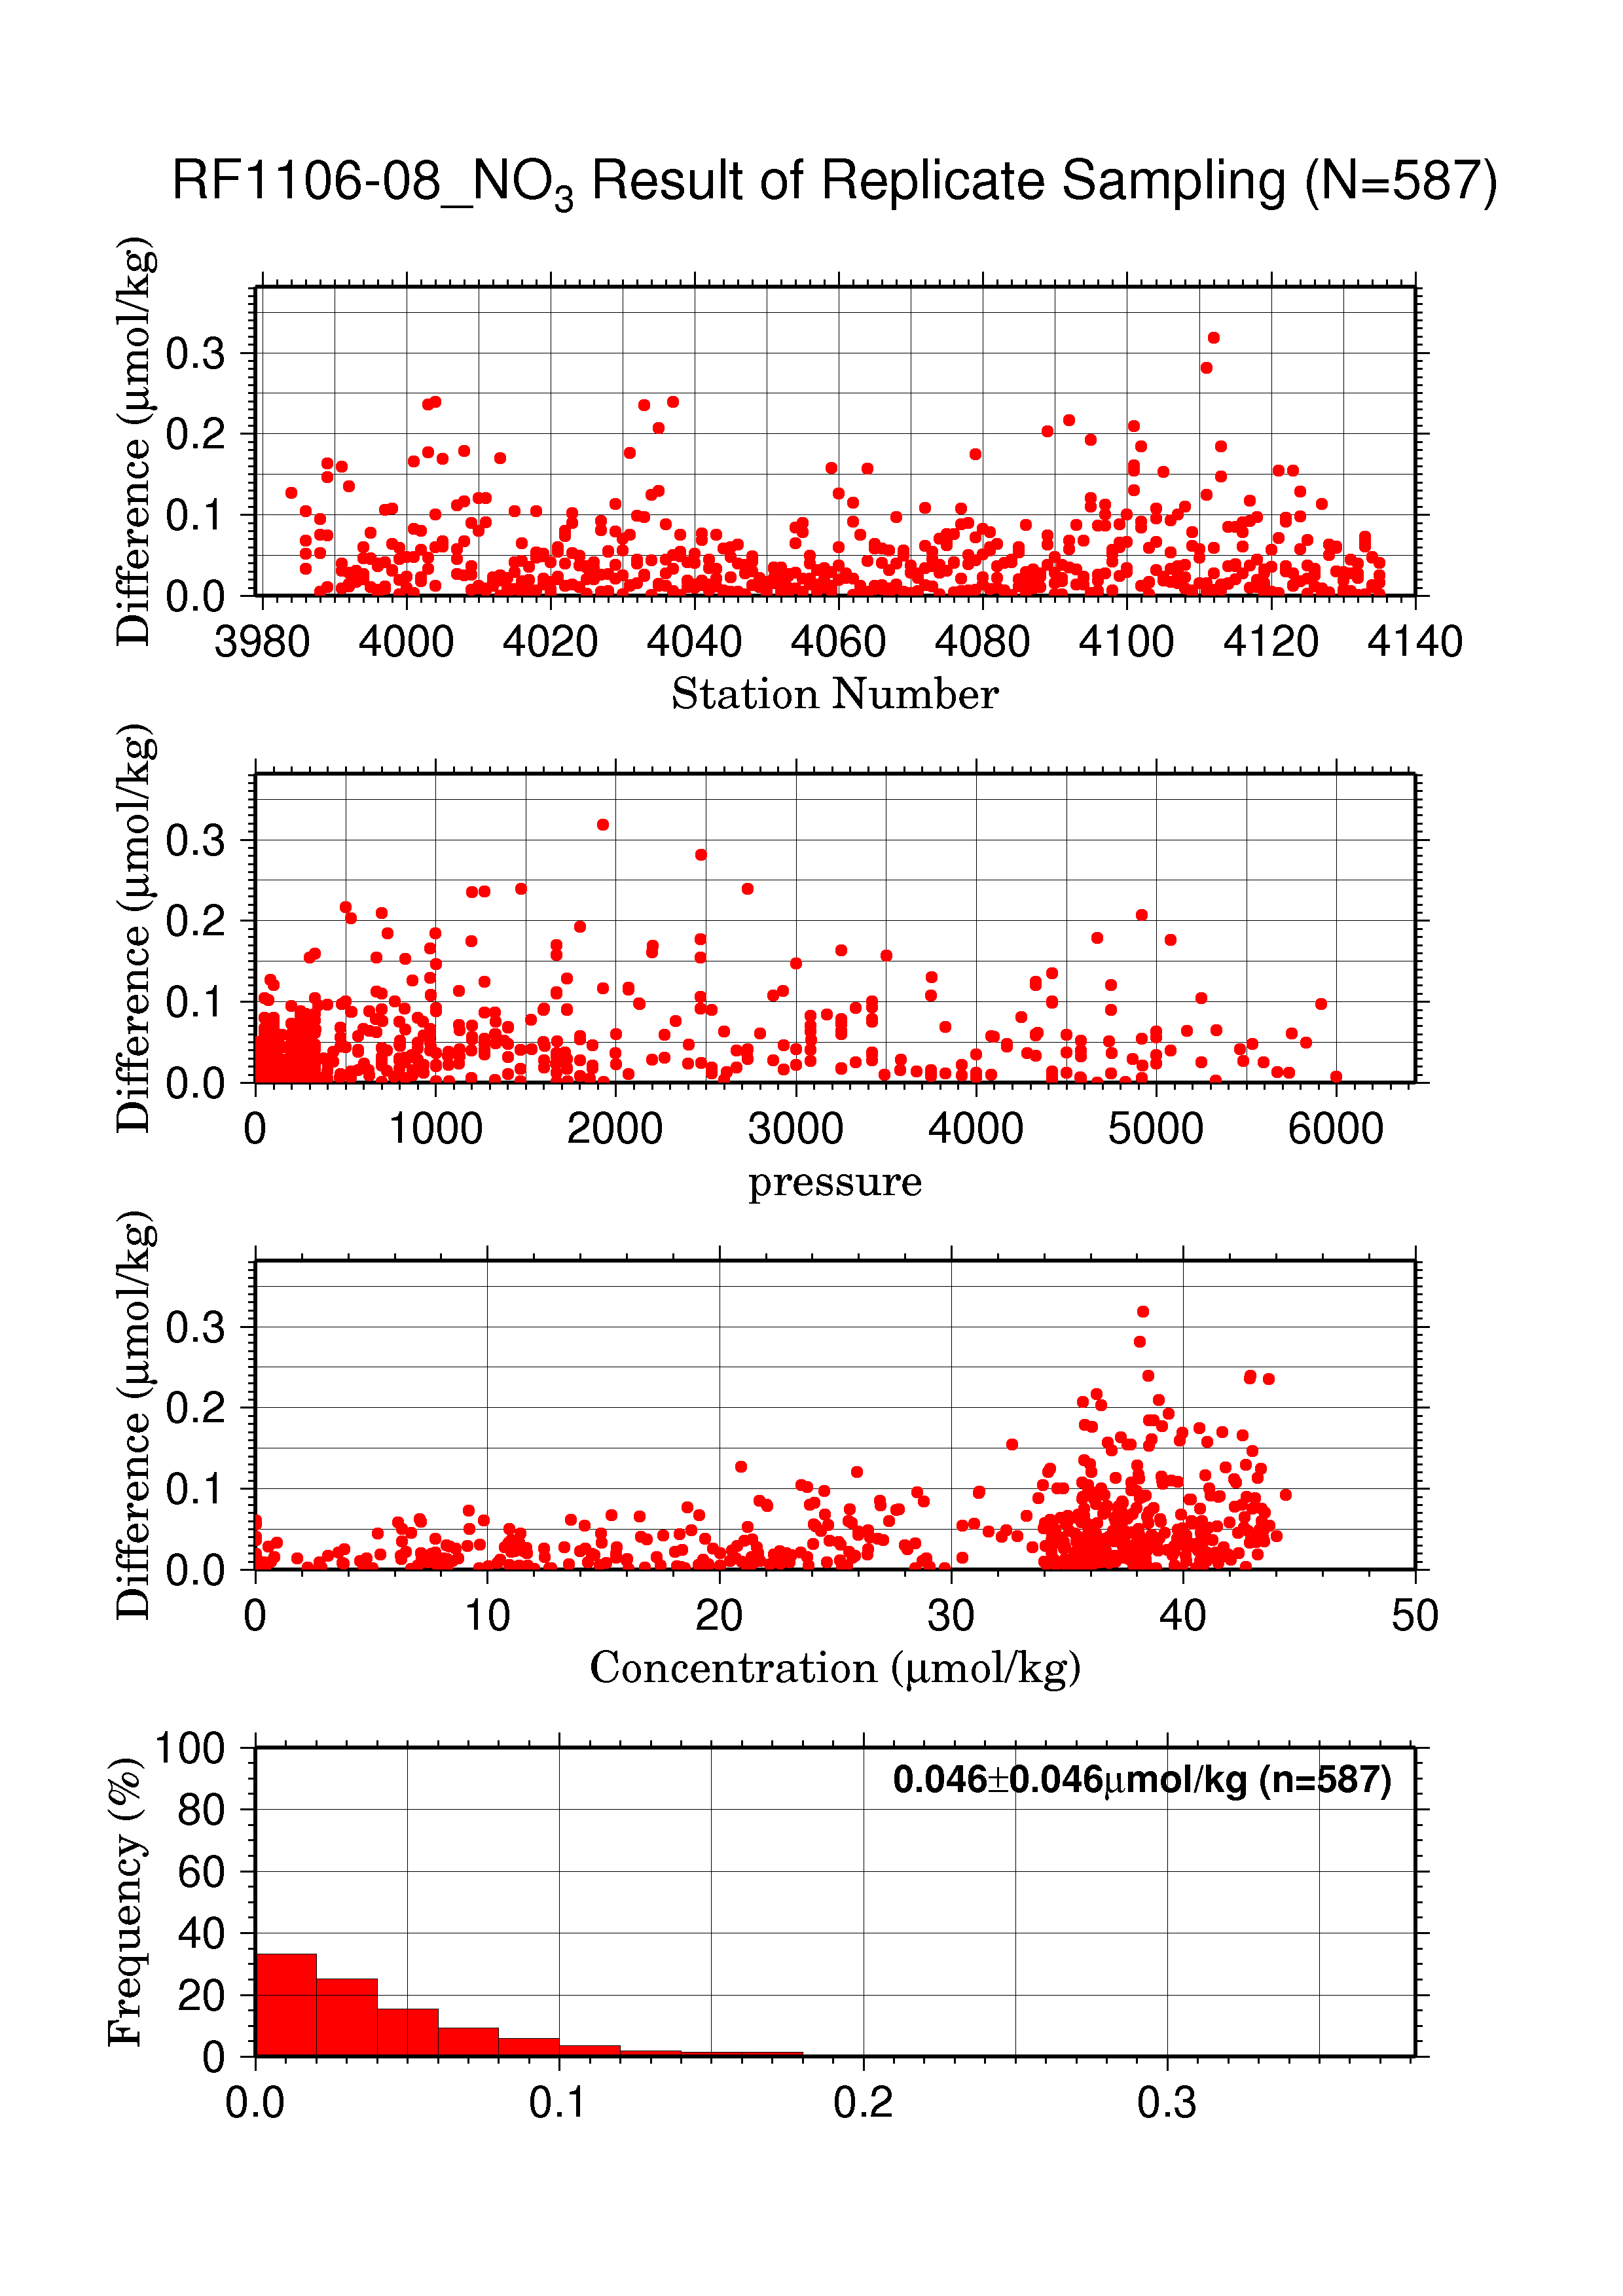 RF1106-08_NO₃ Result of Replicate Sampling (N=587)
Difference (μmol/kg)
0.3
0.2
0.1
0.0
3980 4000 4020 4040 4060 4080 4100 4120 4140
Station Number
Difference (μmol/kg)
0.3
0.2
0.1
0.0
0 1000 2000 3000 4000 5000 6000
pressure
Difference (μmol/kg)
0.3
0.2
0.1
0.0
0 10 20 30 40 50
Concentration (μmol/kg)
Frequency (%)
100
80
60
40
20
0
0.046±0.046μmol/kg (n=587)
0.0 0.1 0.2 0.3